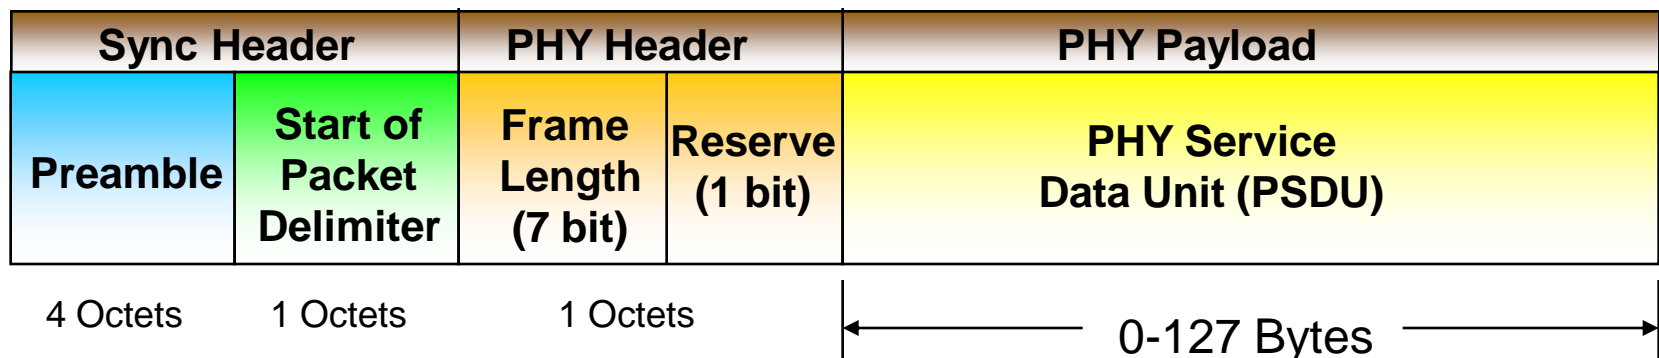 Sync Header
PHY Header
PHY Payload
Preamble
Start of
Packet
Delimiter
Frame
Length
(7 bit)
Reserve
(1 bit)
PHY Service
Data Unit (PSDU)
4 Octets
1 Octets
1 Octets
0-127 Bytes